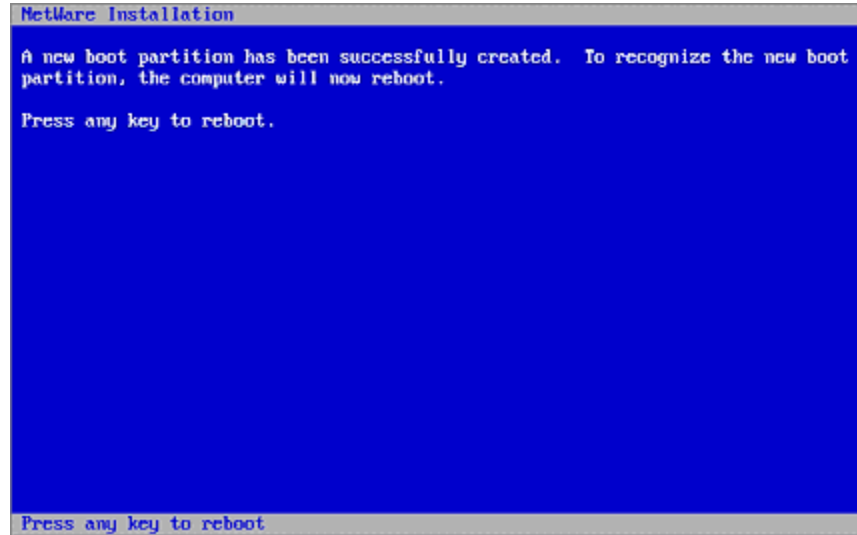 NetWare Installation
A new boot partition has been successfully created.  To recognize the new boot
partition, the computer will now reboot.
Press any key to reboot.
Press any key to reboot